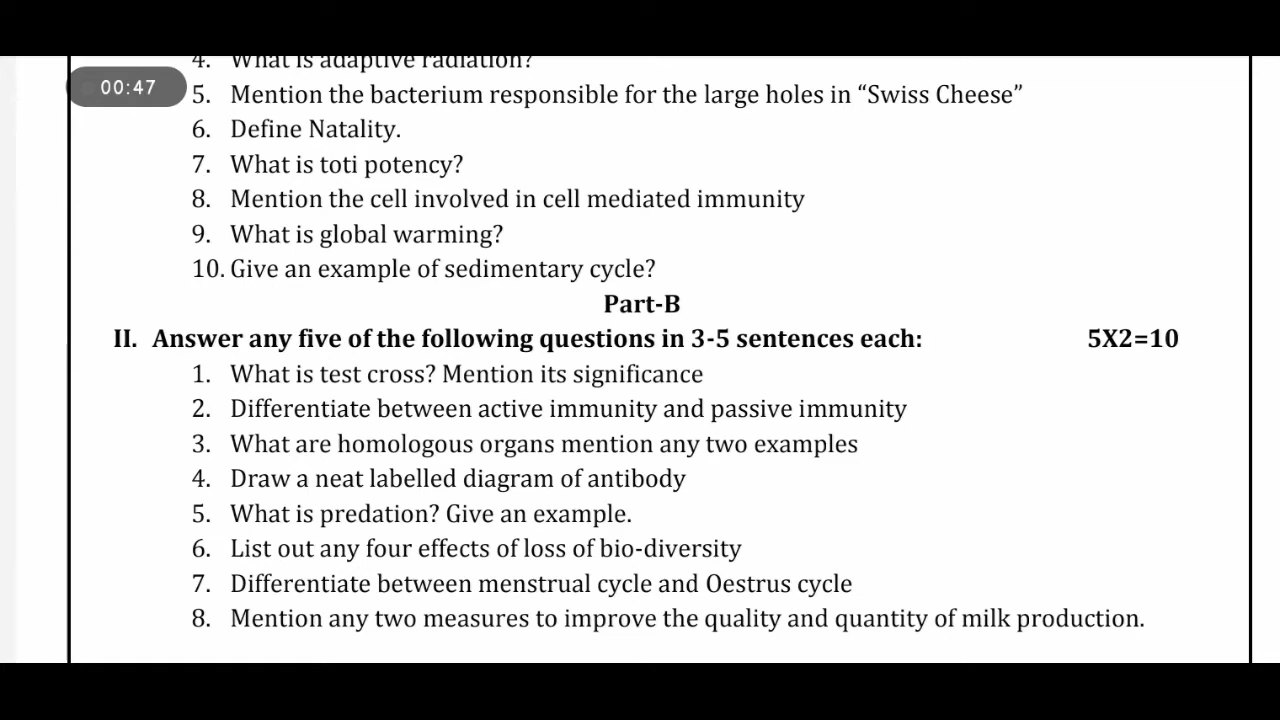 4. What is adaptive radiation?
00:47
5. Mention the bacterium responsible for the large holes in “Swiss Cheese”
6. Define Natality.
7. What is toti potency?
8. Mention the cell involved in cell mediated immunity
9. What is global warming?
10. Give an example of sedimentary cycle?
Part-B
II. Answer any five of the following questions in 3-5 sentences each: 5X2=10
1. What is test cross? Mention its significance
2. Differentiate between active immunity and passive immunity
3. What are homologous organs mention any two examples
4. Draw a neat labelled diagram of antibody
5. What is predation? Give an example.
6. List out any four effects of loss of bio-diversity
7. Differentiate between menstrual cycle and Oestrus cycle
8. Mention any two measures to improve the quality and quantity of milk production.